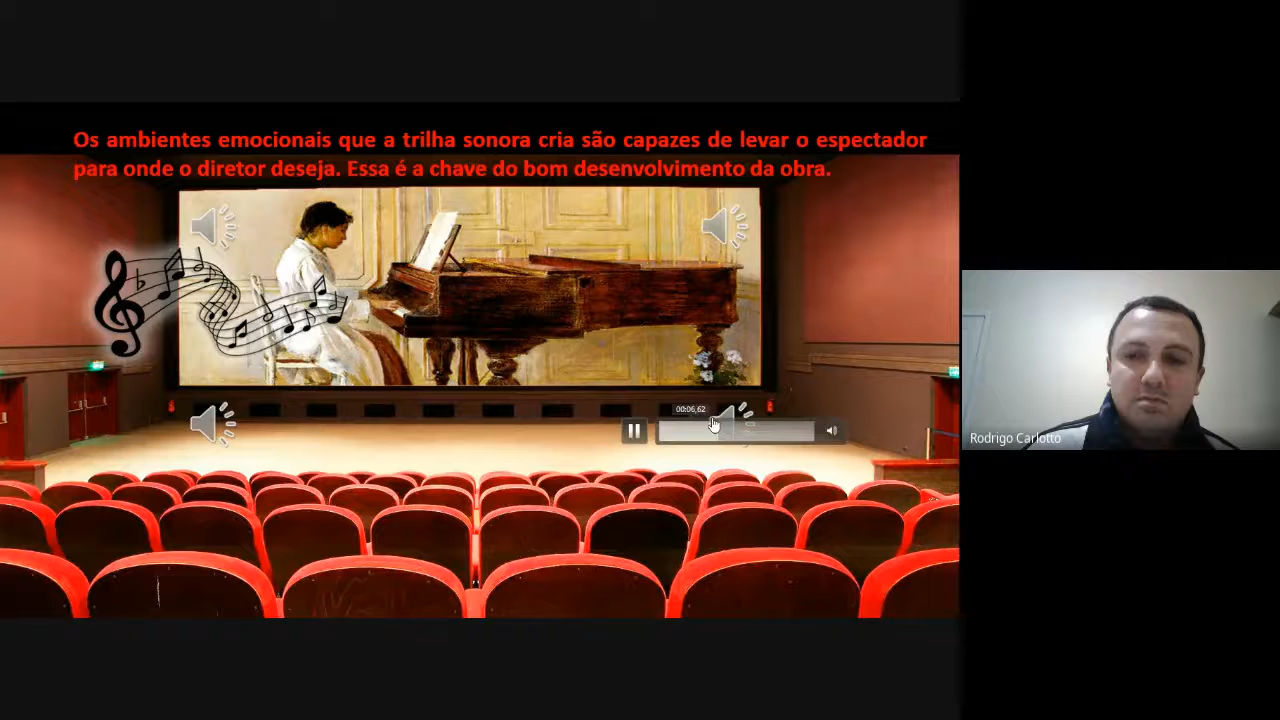 Os ambientes emocionais que a trilha sonora cria são capazes de levar o espectador
para onde o diretor deseja. Essa é a chave do bom desenvolvimento da obra.
00:06,62
Rodrigo Carlotto